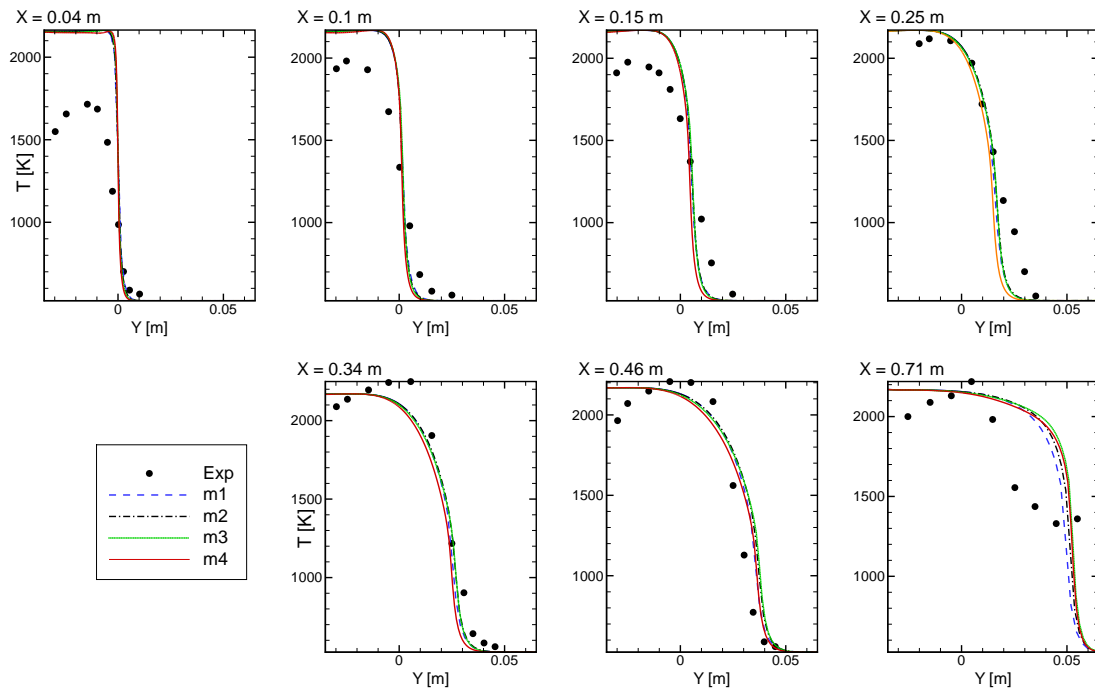 X = 0.04 m
X = 0.1 m
X = 0.15 m
X = 0.25 m
T [K]
2000
1500
1000
0
0.05
Y [m]
2000
1500
1000
0
0.05
Y [m]
2000
1500
1000
0
0.05
Y [m]
2000
1500
1000
0
0.05
Y [m]
X = 0.34 m
X = 0.46 m
X = 0.71 m
T [K]
2000
1500
1000
0
0.05
Y [m]
T [K]
2000
1500
1000
0
0.05
Y [m]
2000
1500
1000
0
0.05
Y [m]
Exp
m1
m2
m3
m4